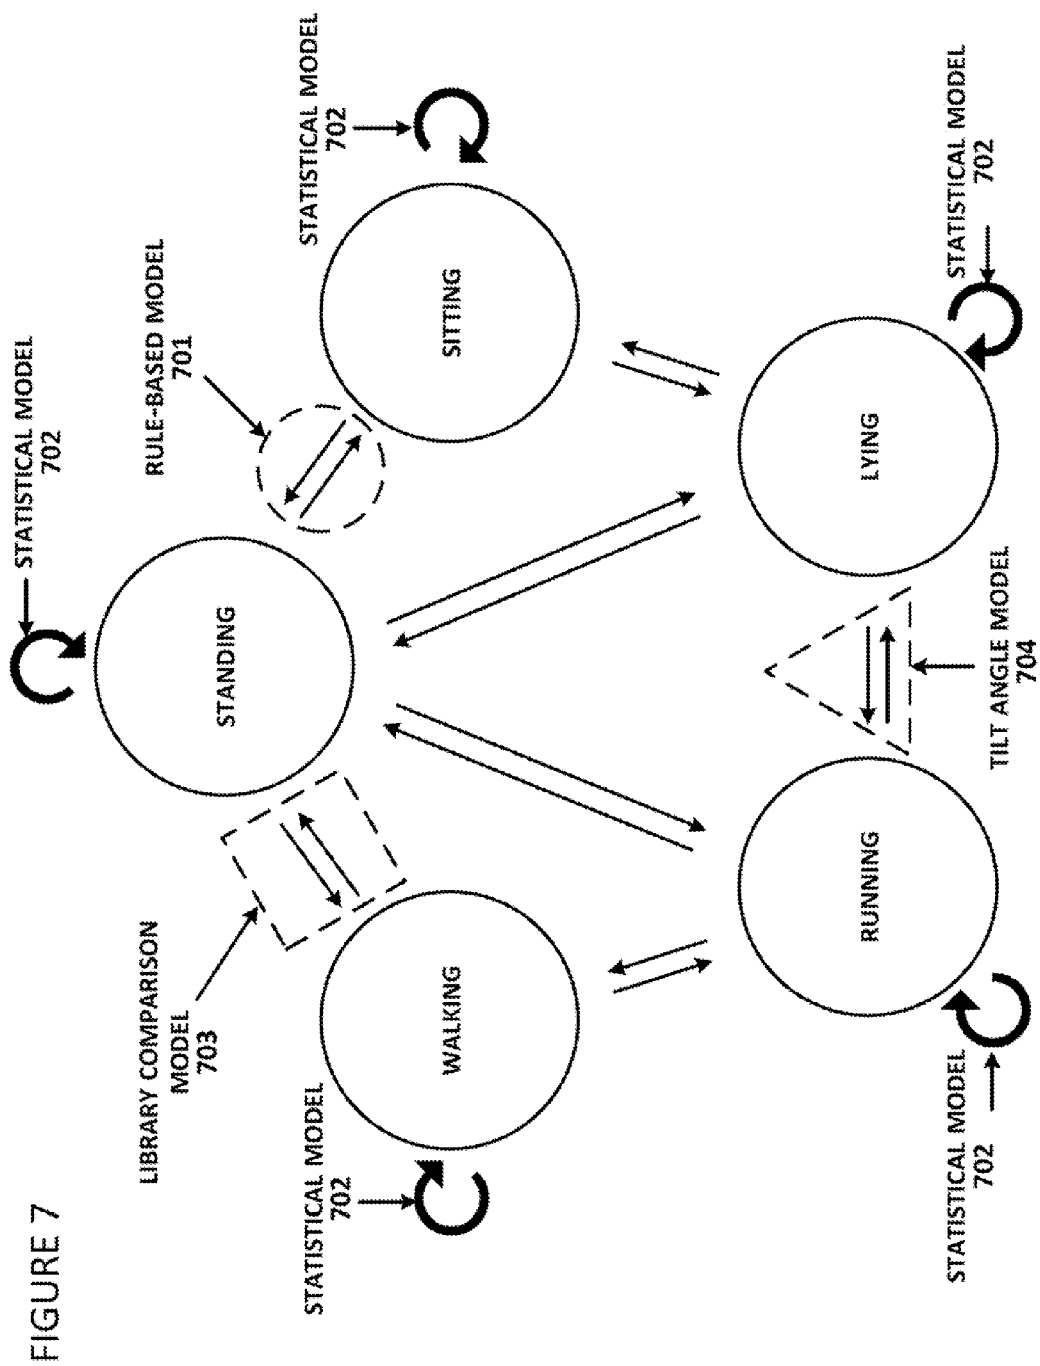 FIGURE 7
STATISTICAL MODEL
702
LIBRARY COMPARISON
MODEL
703
RULE-BASED MODEL
701
STANDING
STATISTICAL MODEL
702
WALKING
SITTING
STATISTICAL MODEL
702
STATISTICAL MODEL
702
RUNNING
LYING
STATISTICAL MODEL
702
TILT ANGLE MODEL
704